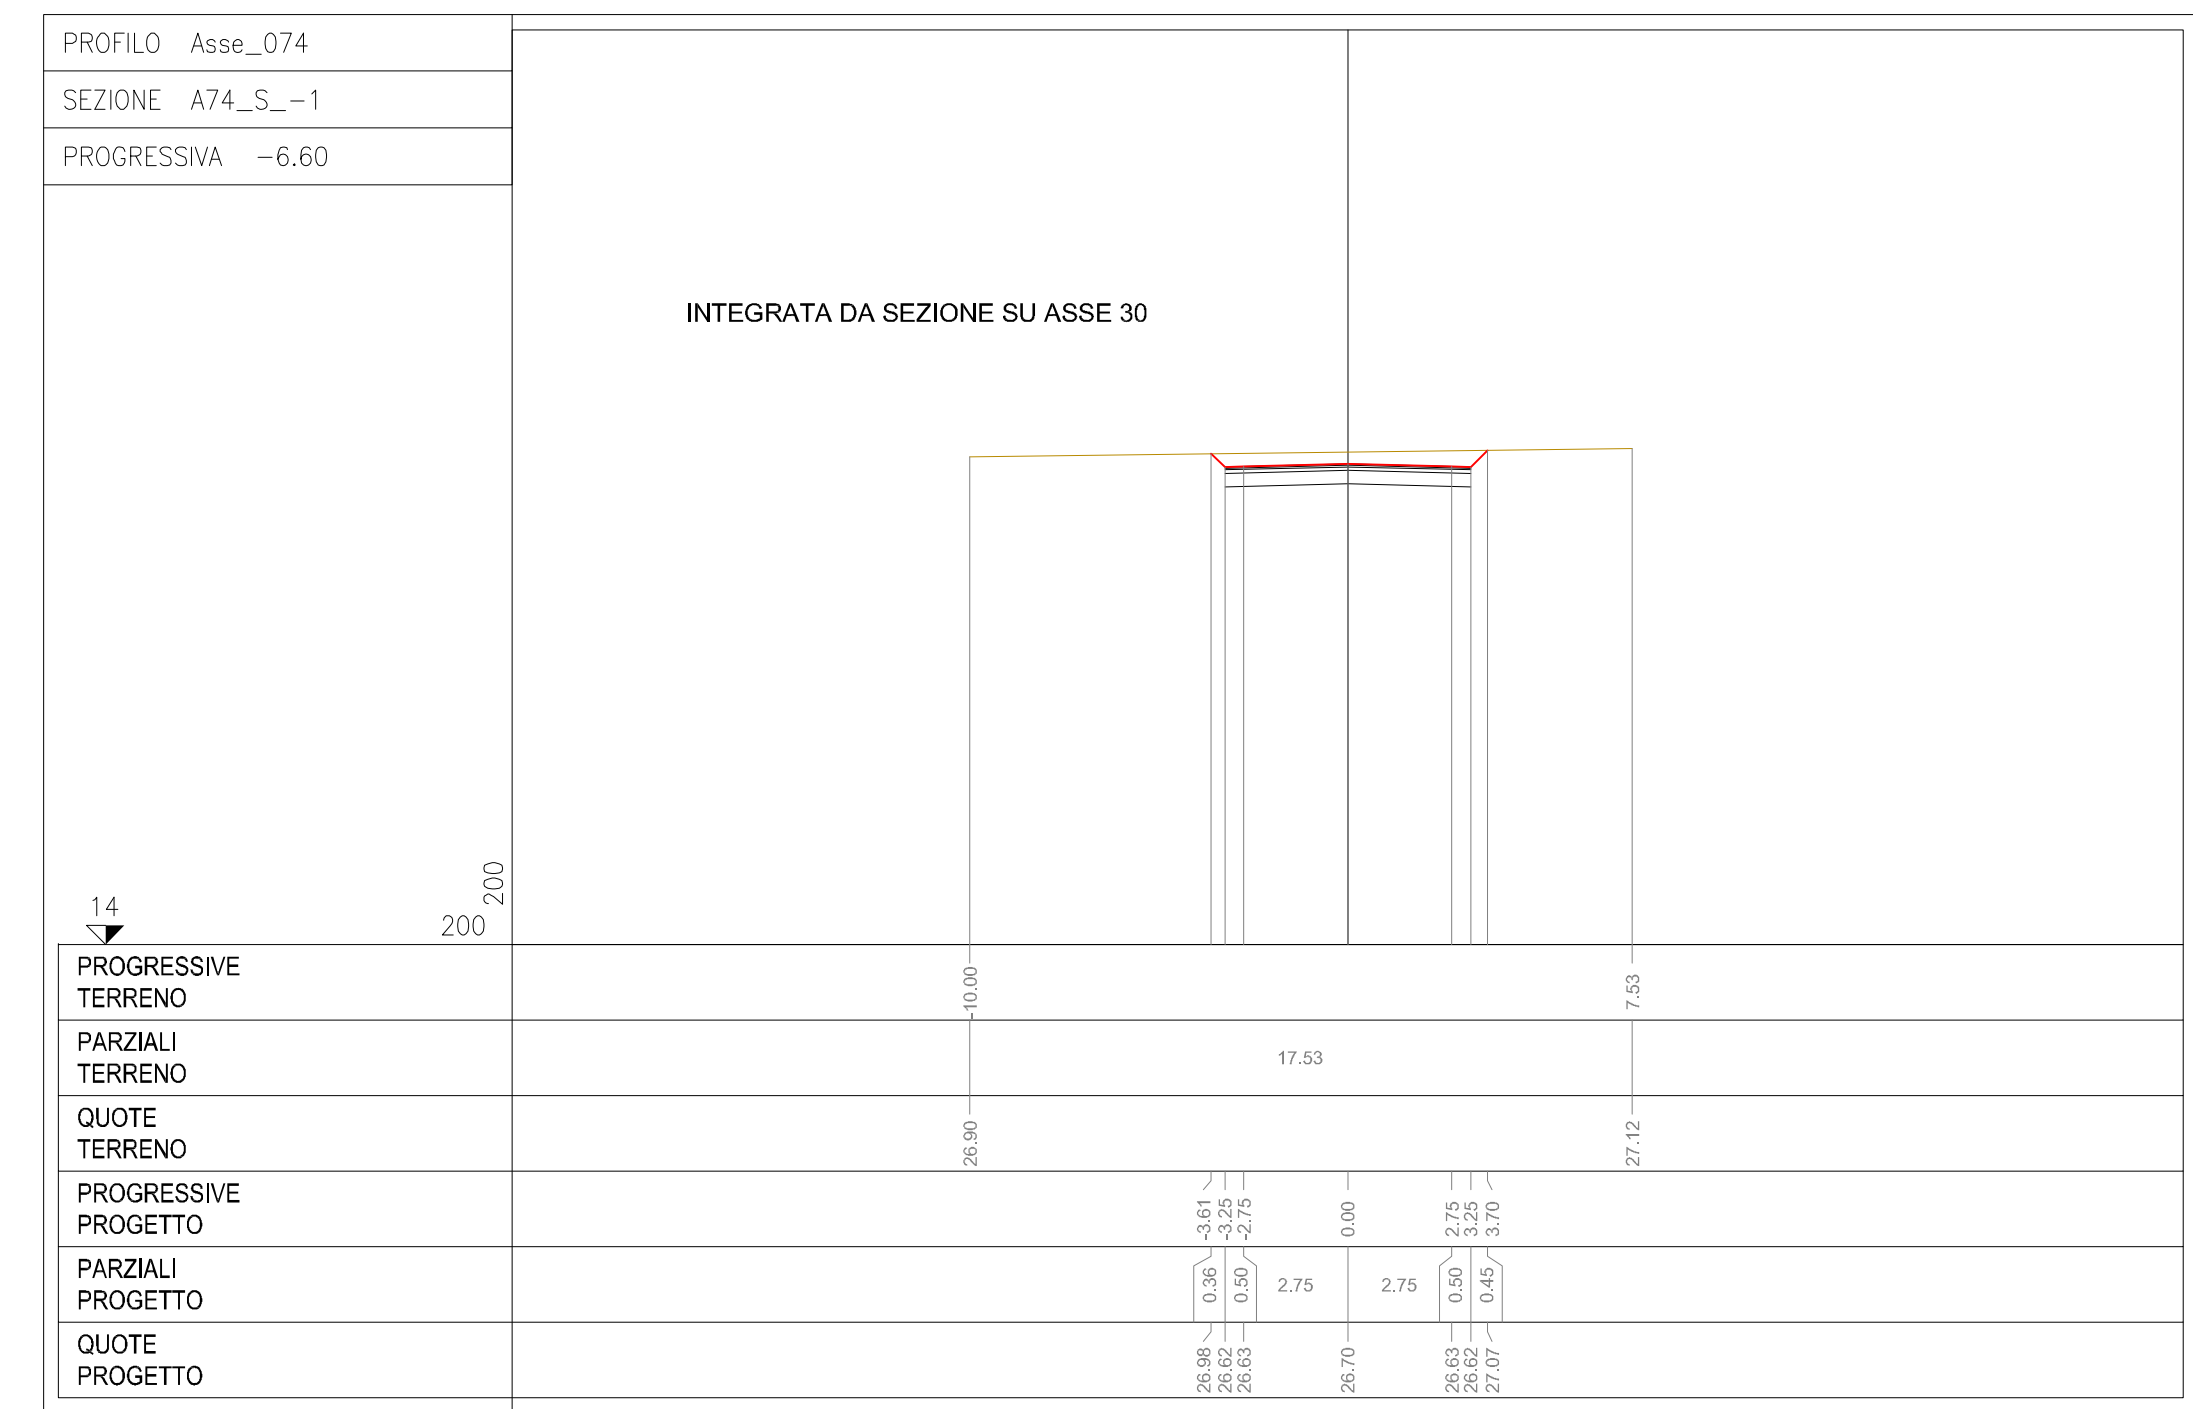 PROFILO Asse_074
SEZIONE A74_S_-1
PROGRESSIVA -6.60
INTEGRATA DA SEZIONE SU ASSE 30
200
14
200
PROGRESSIVE
TERRENO
-10.00 7.53
PARZIALI
TERRENO
17.53
QUOTE
TERRENO
26.90 27.12
PROGRESSIVE
PROGETTO
-3.61 -3.25 -2.75 0.00 2.75 3.25 3.70
PARZIALI
PROGETTO
0.36 0.50 2.75 2.75 0.50 0.45
QUOTE
PROGETTO
26.98 26.62 26.63 26.70 26.63 26.62 27.07